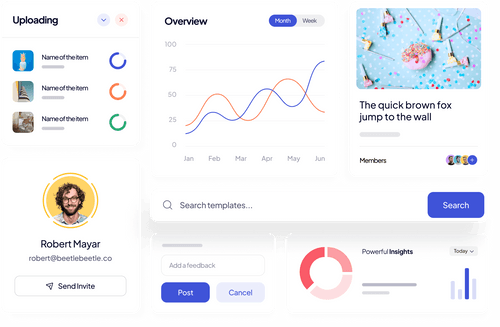 Uploading
Name of the item
Name of the item
Name of the item
Overview
Month
Week
100
75
50
25
0
Jan
Feb
Mar
Apr
May
Jun
The quick brown fox
jump to the wall
Members
+
Robert Mayar
robert@beetlebeetle.co
Send Invite
Search templates...
Search
Add a feedback
Post
Cancel
Powerful Insights
Today